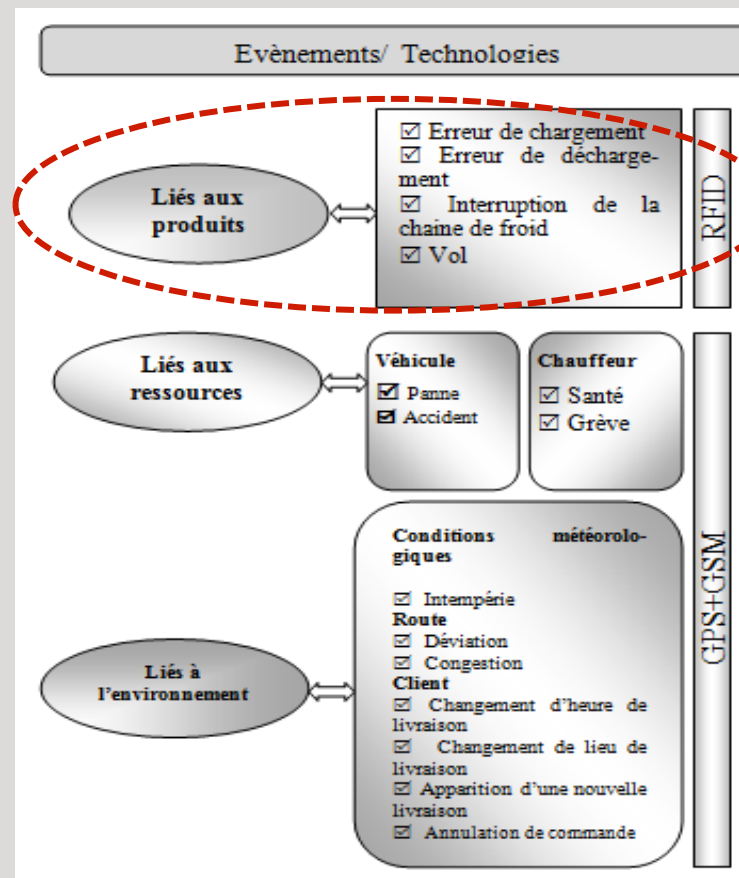 Evènements/ Technologies
Liés aux
produits
☑ Erreur de chargement
☑ Erreur de décharge-
ment
☑ Interruption de la
chaine de froid
☑ Vol
RFID
Liés aux
ressources
Véhicule
☑ Panne
☑ Accident
Chauffeur
☑ Santé
☑ Grève
Liés à
l'environnement
Conditions météorolo-
giques
☑ Intempérie
Route
☑ Déviation
☑ Congestion
Client
☑ Changement d'heure de
livraison
☑ Changement de lieu de
livraison
☑ Apparition d'une nouvelle
livraison
☑ Annulation de commande
GPS+GSM